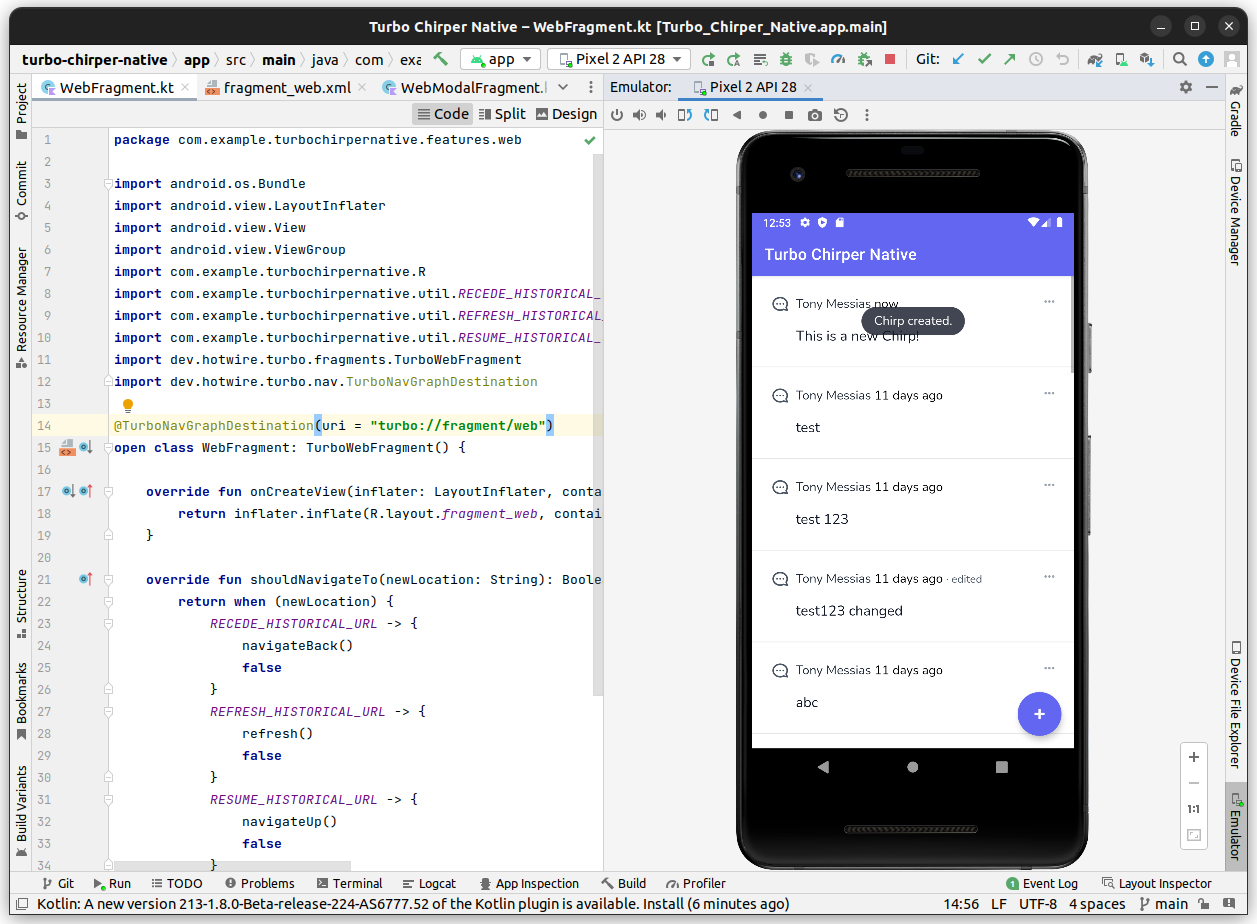 Turbo Chirper Native – WebFragment.kt [Turbo_Chirper_Native.app.main]
turbo-chirper-native app src main java com exa app Pixel 2 API 28 Git:
WebFragment.kt fragment_web.xml WebModalFragment. Emulator: Pixel 2 API 28
Code Split Design
Project
Commit
Resource Manager
Structure
Bookmarks
Build Variants
1 package com.example.turbochirpernative.features.web
2
3 import android.os.Bundle
4 import android.view.LayoutInflater
5 import android.view.View
6 import android.view.ViewGroup
7 import com.example.turbochirpernative.R
8 import com.example.turbochirpernative.util.RECEDE_HISTORICAL_
9 import com.example.turbochirpernative.util.REFRESH_HISTORICAL_
10 import com.example.turbochirpernative.util.RESUME_HISTORICAL_
11 import dev.hotwire.turbo.fragments.TurboWebFragment
12 import dev.hotwire.turbo.nav.TurboNavGraphDestination
13
14 @TurboNavGraphDestination(uri = "turbo://fragment/web")
15 open class WebFragment: TurboWebFragment() {
16
17 override fun onCreateView(inflater: LayoutInflater, conta
18 return inflater.inflate(R.layout.fragment_web, contai
19 }
20
21 override fun shouldNavigateTo(newLocation: String): Boole
22 return when (newLocation) {
23 RECEDE_HISTORICAL_URL -> {
24 navigateBack()
25 false
26 }
27 REFRESH_HISTORICAL_URL -> {
28 refresh()
29 false
30 }
31 RESUME_HISTORICAL_URL -> {
32 navigateUp()
33 false
34 }
12:53
Turbo Chirper Native
Tony Messias now
Chirp created.
This is a new Chirp!
Tony Messias 11 days ago
test
Tony Messias 11 days ago
test 123
Tony Messias 11 days ago · edited
test123 changed
Tony Messias 11 days ago
abc
+
1:1
Gradle
Device Manager
Device File Explorer
Emulator
Git Run TODO Problems Terminal Logcat App Inspection Build Profiler 1 Event Log Layout Inspector
Kotlin: A new version 213-1.8.0-Beta-release-224-AS6777.52 of the Kotlin plugin is available. Install (6 minutes ago) 14:56 LF UTF-8 4 spaces main